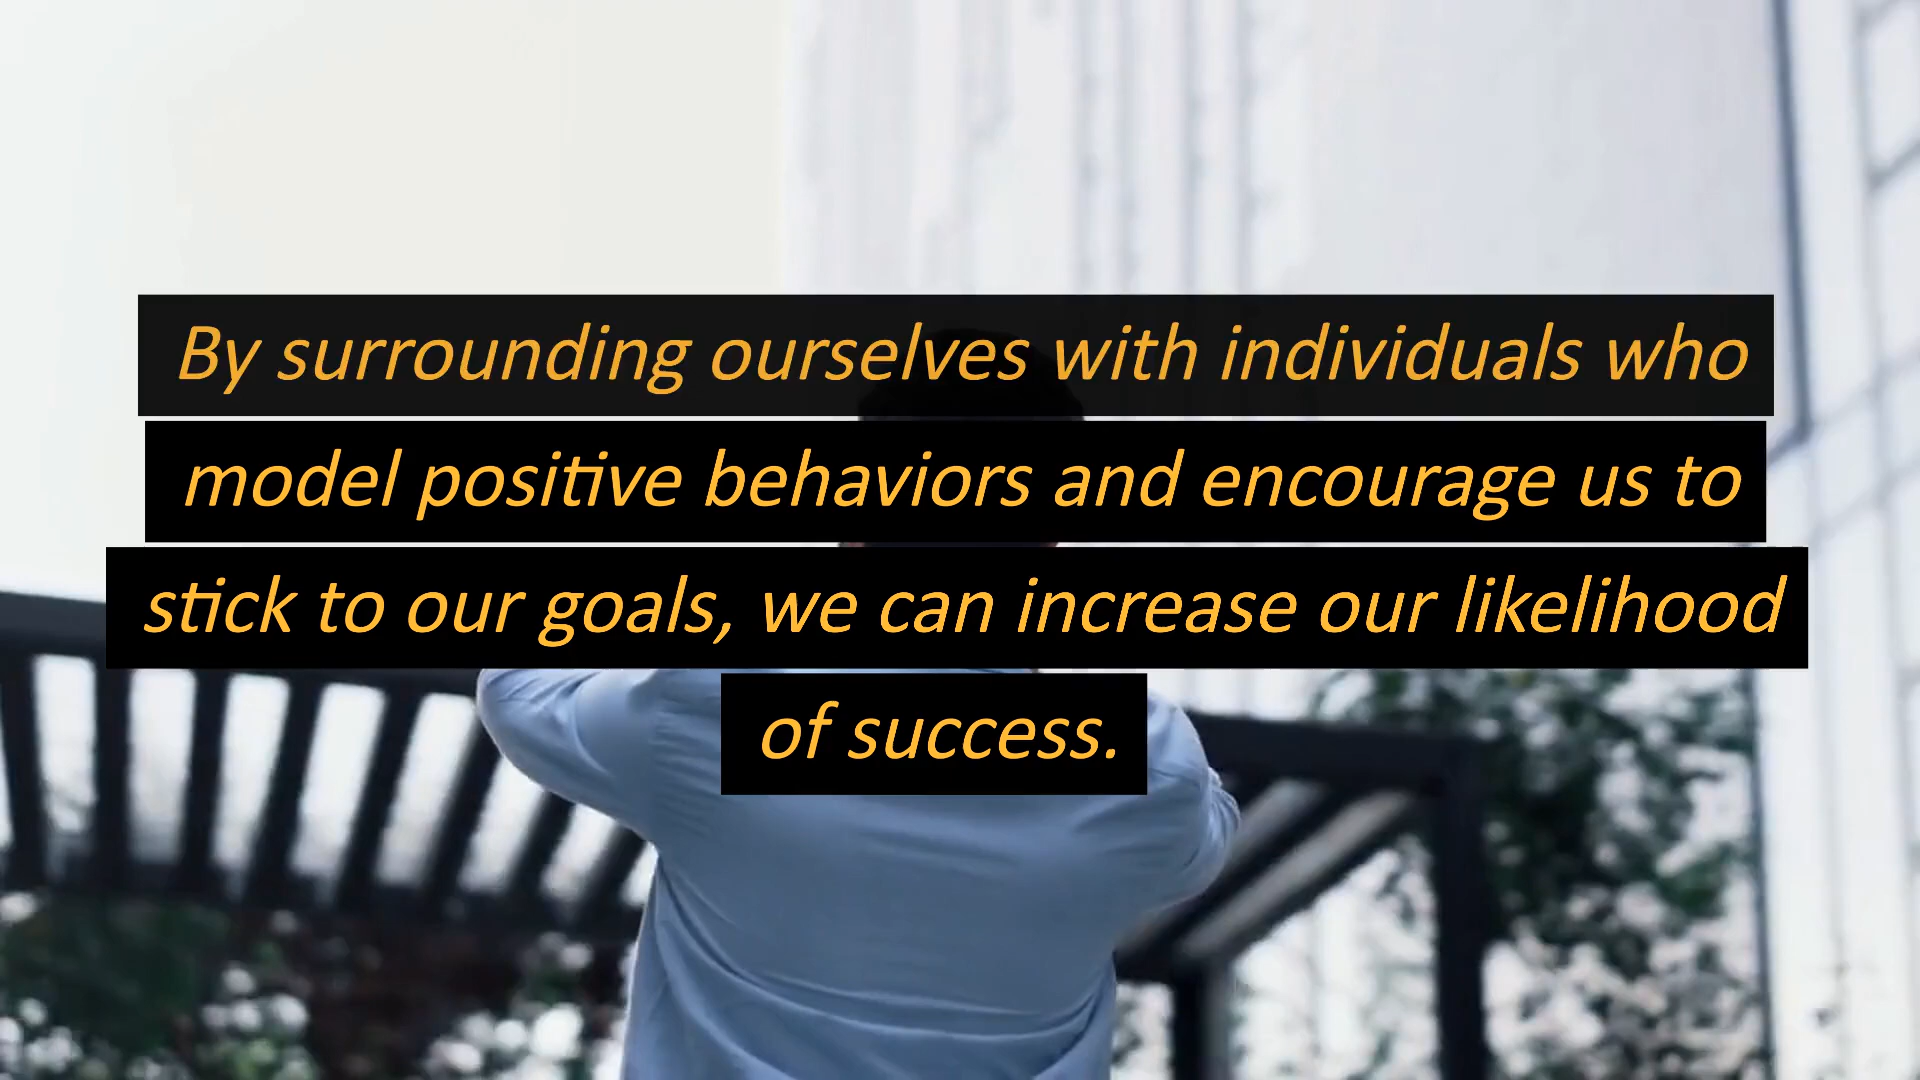 By surrounding ourselves with individuals who
model positive behaviors and encourage us to
stick to our goals, we can increase our likelihood
of success.